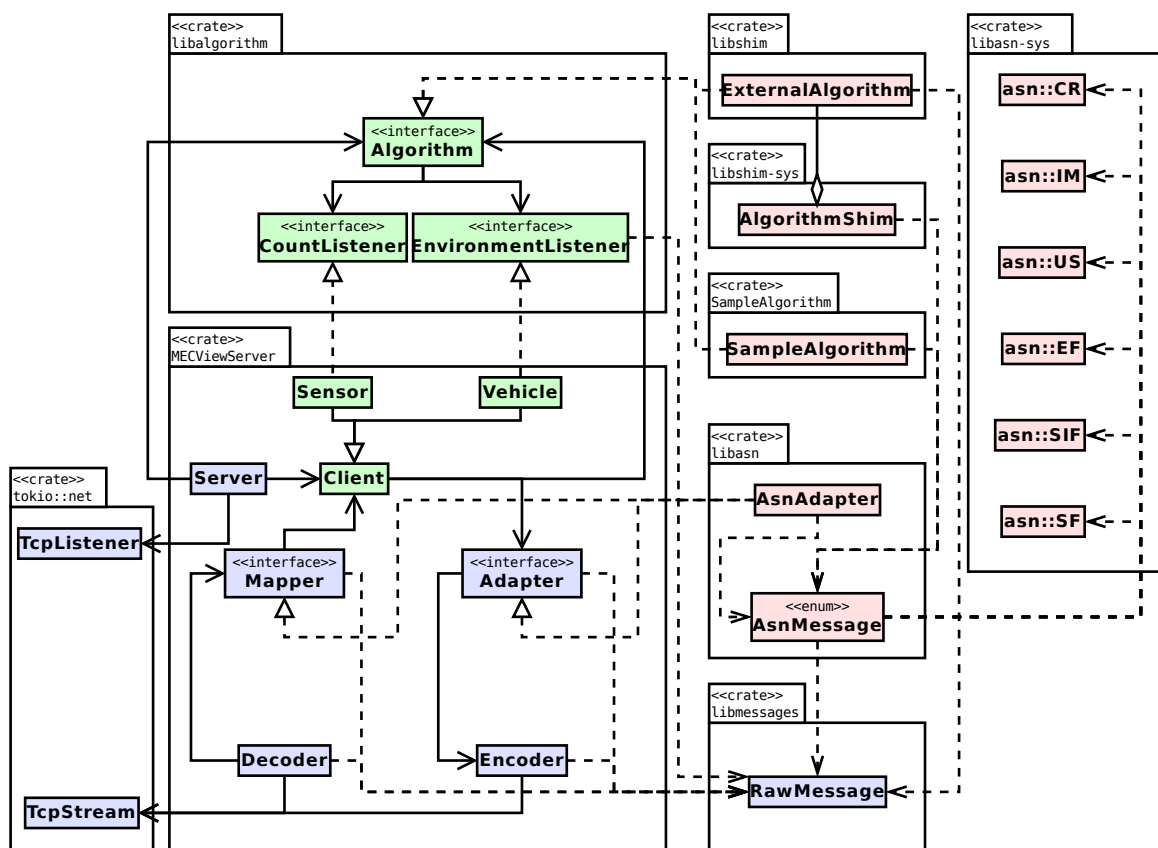 <<crate>>
libalgorithm
<<interface>>
Algorithm
<<interface>>
CountListener
<<interface>>
EnvironmentListener
<<crate>>
MECViewServer
Sensor
Vehicle
Server
Client
<<interface>>
Mapper
<<interface>>
Adapter
Decoder
Encoder
<<crate>>
tokio::net
TcpListener
TcpStream
<<crate>>
libshim
ExternalAlgorithm
<<crate>>
libshim-sys
AlgorithmShim
<<crate>>
SampleAlgorithm
SampleAlgorithm
<<crate>>
libasn
AsnAdapter
<<enum>>
AsnMessage
<<crate>>
libmessages
RawMessage
<<crate>>
libasn-sys
asn::CR
asn::IM
asn::US
asn::EF
asn::SIF
asn::SF